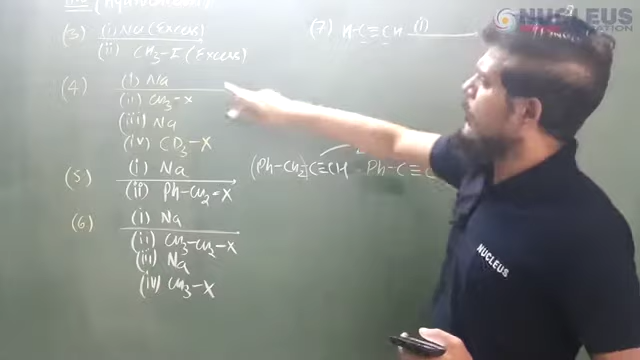 (3) (i) Na (Excess)
(ii) CH3-I (Excess)
(4) (i) Na
(ii) CH3-X
(iii) Na
(iv) CD3-X
(5) (i) Na
(ii) Ph-CH2-X
(Ph-CH2)C≡CH Ph-C≡C
(6) (i) Na
(ii) CH3-CH2-X
(iii) Na
(iv) CH3-X
(7) H-C≡CH (i)
NUCLEUS
NUCLEUS